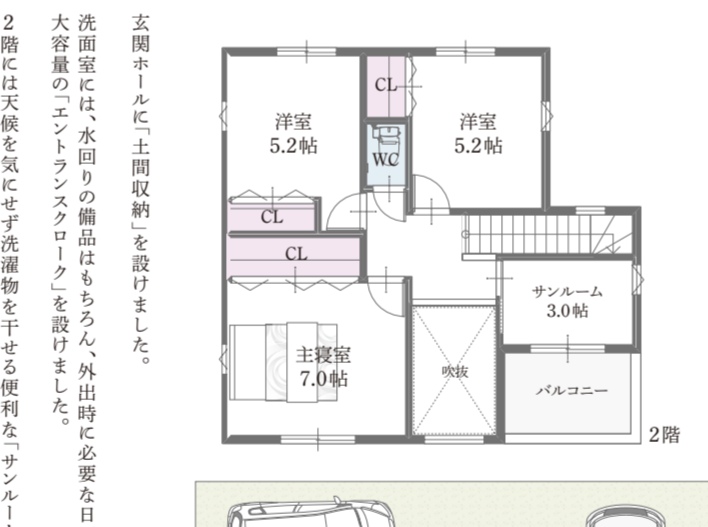 玄関ホールに「土間収納」を設けました。
洗面室には、水回りの備品はもちろん、外出時に必要な日
大容量の「エントランスクローク」を設けました。
2階には天候を気にせず洗濯物を干せる便利な「サンルー
洋室
5.2帖
CL
WC
洋室
5.2帖
CL
CL
サンルーム
3.0帖
主寝室
7.0帖
吹抜
バルコニー
2階